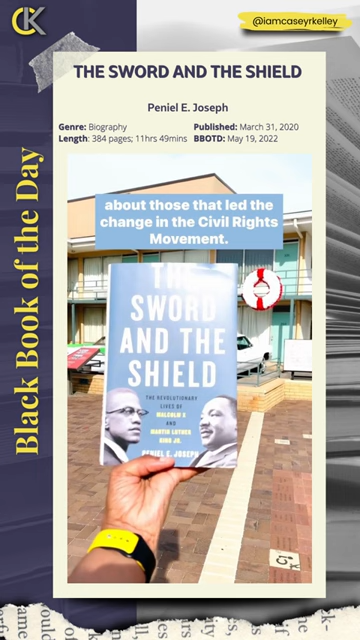 CK
@iamcaseyrkelley
THE SWORD AND THE SHIELD
Peniel E. Joseph
Genre: Biography
Published: March 31, 2020
Length: 384 pages; 11hrs 49mins
BBOTD: May 19, 2022
Black Book of the Day
about those that led the
change in the Civil Rights
Movement.
THE
SWORD
AND THE
SHIELD
THE REVOLUTIONARY
LIVES OF
MALCOLM X
AND
MARTIN LUTHER
KING JR.
PENIEL E. JOSEPH